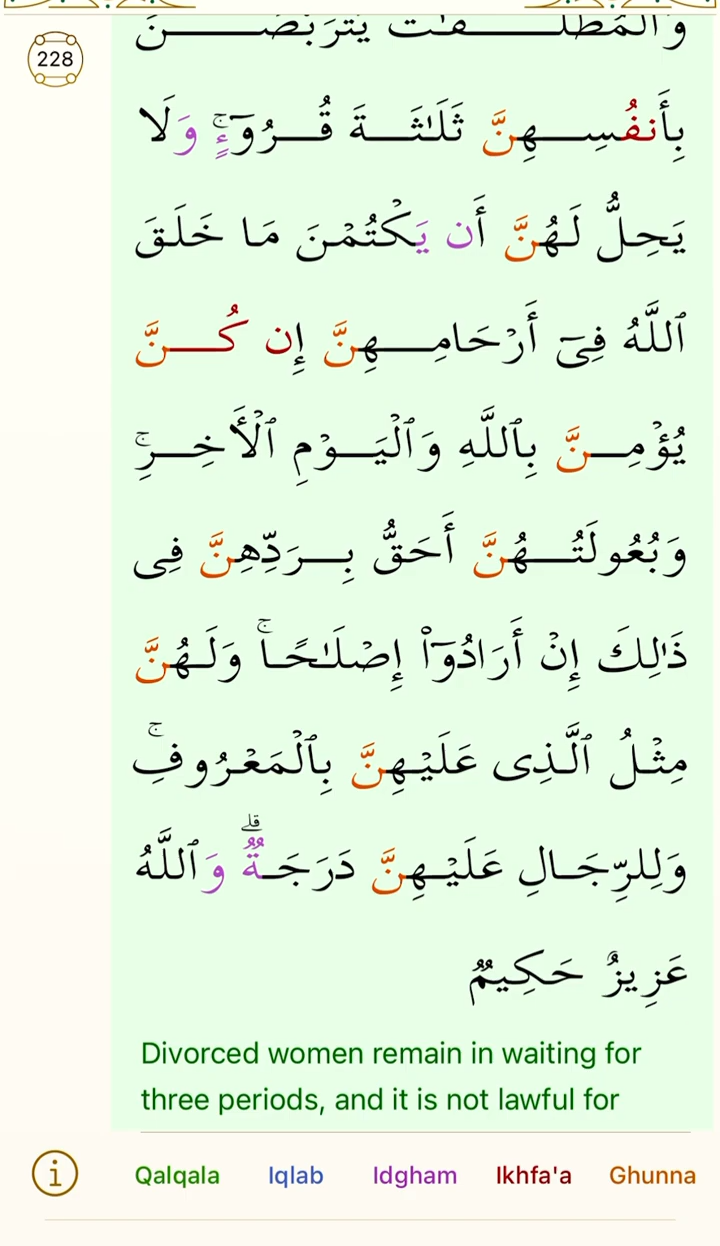 وَٱلۡمُطَلَّقَٰتُ يَتَرَبَّصۡنَ
228
بِأَنفُسِهِنَّ ثَلَٰثَةَ قُرُوٓءٖۚ وَلَا
يَحِلُّ لَهُنَّ أَن يَكۡتُمۡنَ مَا خَلَقَ
ٱللَّهُ فِيٓ أَرۡحَامِهِنَّ إِن كُنَّ
يُؤۡمِنَّ بِٱللَّهِ وَٱلۡيَوۡمِ ٱلۡأٓخِرِۚ
وَبُعُولَتُهُنَّ أَحَقُّ بِرَدِّهِنَّ فِي
ذَٰلِكَ إِنۡ أَرَادُوٓاْ إِصۡلَٰحٗاۚ وَلَهُنَّ
مِثۡلُ ٱلَّذِي عَلَيۡهِنَّ بِٱلۡمَعۡرُوفِۚ
وَلِلرِّجَالِ عَلَيۡهِنَّ دَرَجَةٞۗ وَٱللَّهُ
عَزِيزٌ حَكِيمٞ
Divorced women remain in waiting for
three periods, and it is not lawful for
Qalqala Iqlab Idgham Ikhfa'a Ghunna